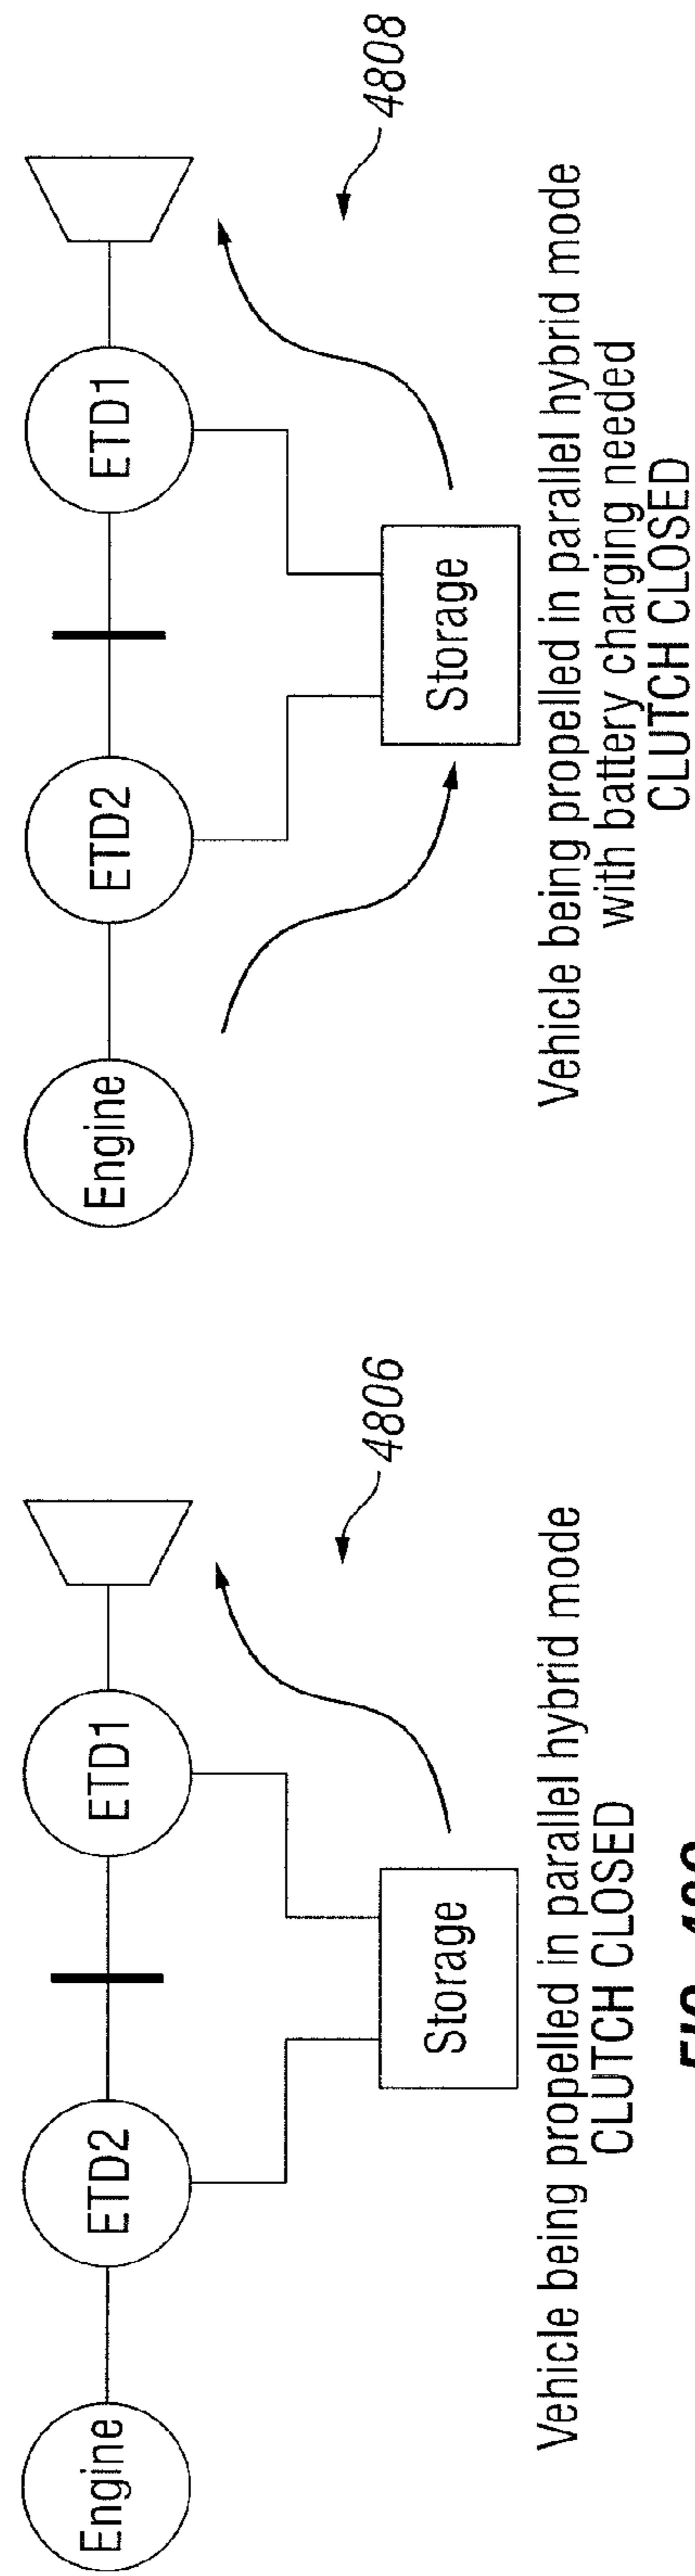 Engine
ETD2
ETD1
Storage
4806
Vehicle being propelled in parallel hybrid mode
CLUTCH CLOSED
Engine
ETD2
ETD1
Storage
4808
Vehicle being propelled in parallel hybrid mode
with battery charging needed
CLUTCH CLOSED
FIG.